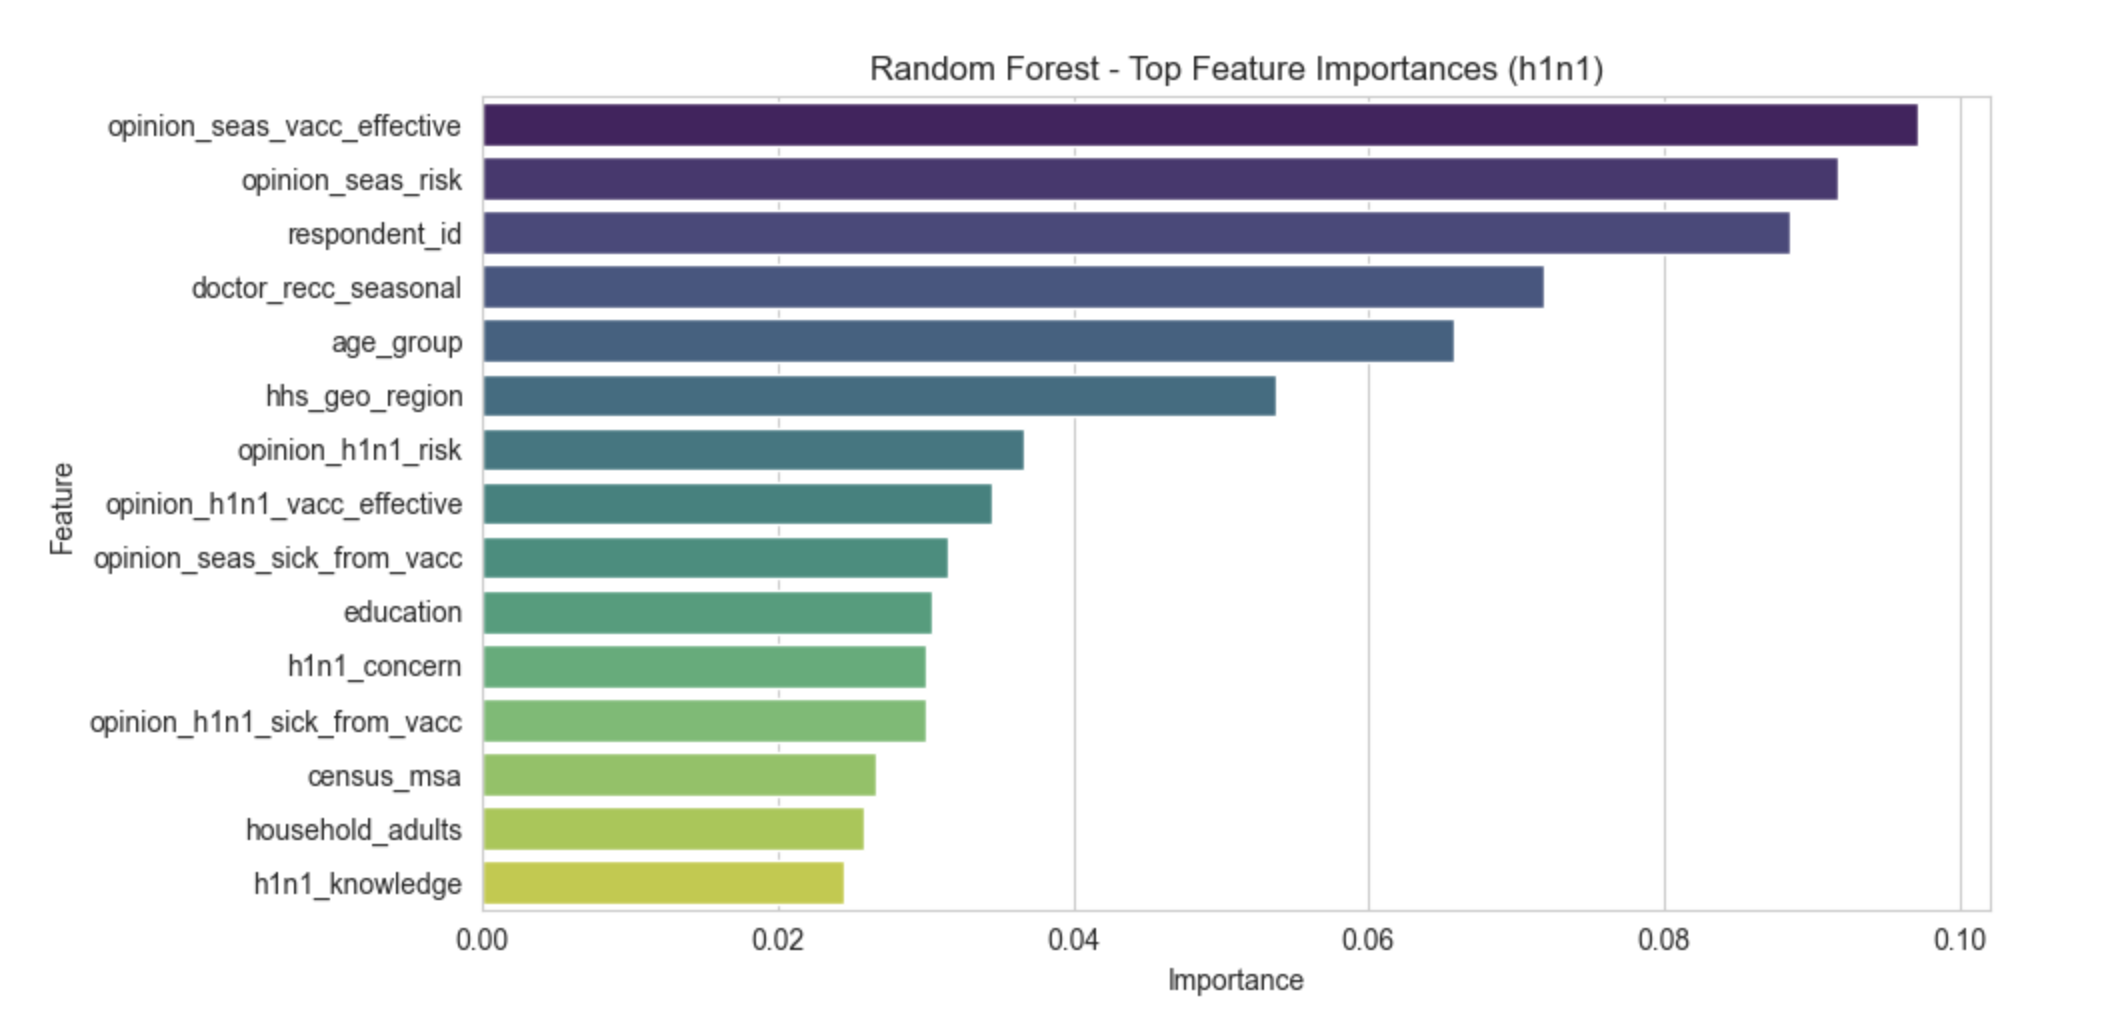 Random Forest - Top Feature Importances (h1n1)
opinion_seas_vacc_effective
opinion_seas_risk
respondent_id
doctor_recc_seasonal
age_group
hhs_geo_region
opinion_h1n1_risk
opinion_h1n1_vacc_effective
opinion_seas_sick_from_vacc
education
h1n1_concern
opinion_h1n1_sick_from_vacc
census_msa
household_adults
h1n1_knowledge
Feature
0.00 0.02 0.04 0.06 0.08 0.10
Importance